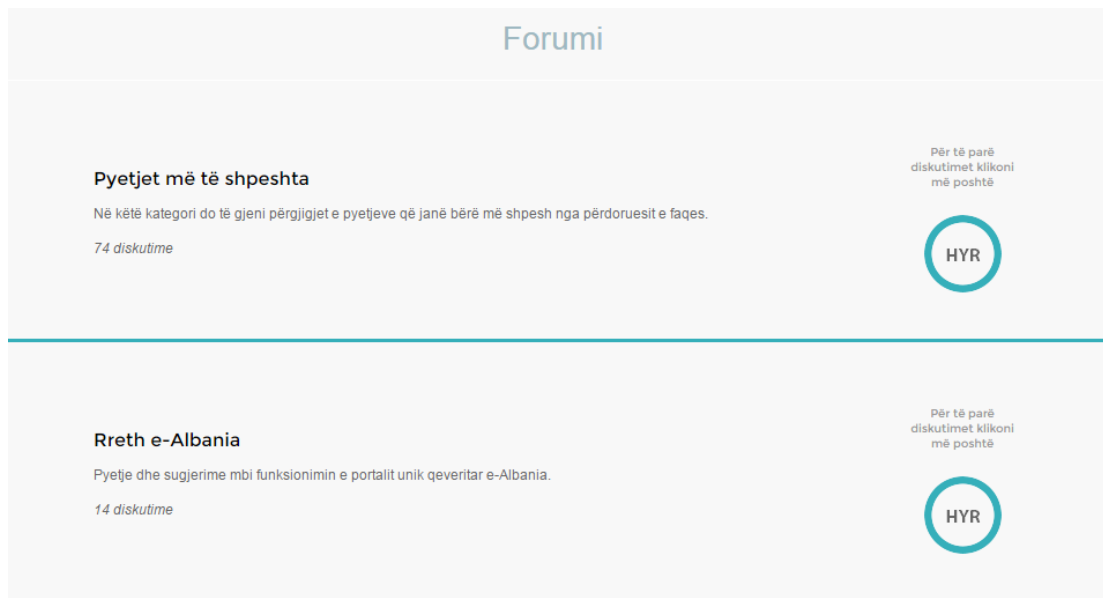 Forumi
Pyetjet më të shpeshta
Në këtë kategori do të gjeni përgjigjet e pyetjeve që janë bërë më shpesh nga përdoruesit e faqes.
74 diskutime
Për të parë
diskutimet klikoni
më poshtë
HYR
Rreth e-Albania
Pyetje dhe sugjerime mbi funksionimin e portalit unik qeveritar e-Albania.
14 diskutime
Për të parë
diskutimet klikoni
më poshtë
HYR